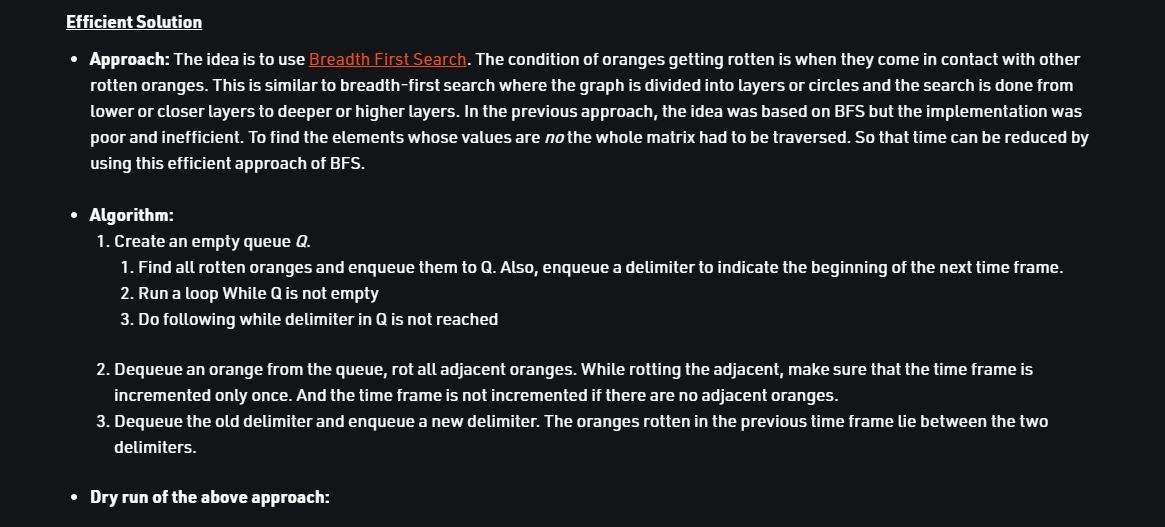 Efficient Solution
• Approach: The idea is to use Breadth First Search. The condition of oranges getting rotten is when they come in contact with other
rotten oranges. This is similar to breadth-first search where the graph is divided into layers or circles and the search is done from
lower or closer layers to deeper or higher layers. In the previous approach, the idea was based on BFS but the implementation was
poor and inefficient. To find the elements whose values are no the whole matrix had to be traversed. So that time can be reduced by
using this efficient approach of BFS.
• Algorithm:
1. Create an empty queue Q.
1. Find all rotten oranges and enqueue them to Q. Also, enqueue a delimiter to indicate the beginning of the next time frame.
2. Run a loop While Q is not empty
3. Do following while delimiter in Q is not reached
2. Dequeue an orange from the queue, rot all adjacent oranges. While rotting the adjacent, make sure that the time frame is
incremented only once. And the time frame is not incremented if there are no adjacent oranges.
3. Dequeue the old delimiter and enqueue a new delimiter. The oranges rotten in the previous time frame lie between the two
delimiters.
• Dry run of the above approach: